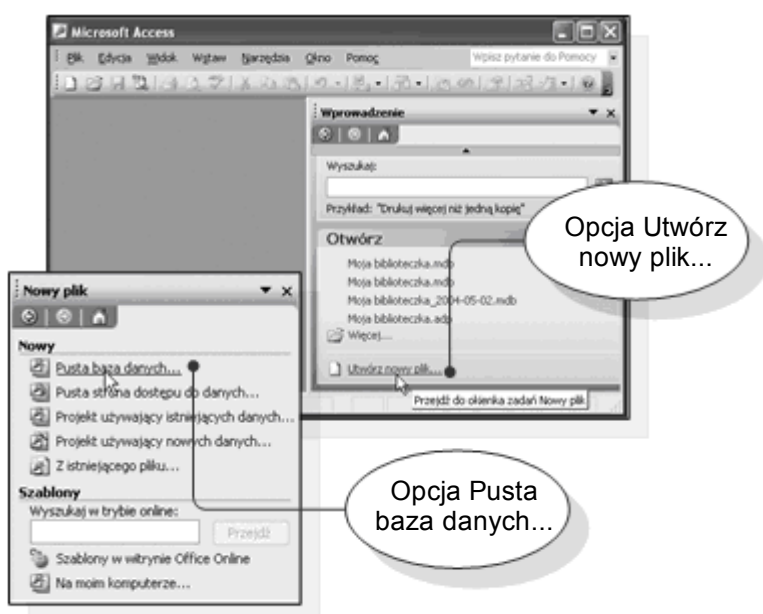 Microsoft Access
Plik Edycja Widok Wstaw Narzędzia Okno Pomoc Wpisz pytanie do Pomocy
Wprowadzenie
Wyszukaj:
Przykład: "Drukuj więcej niż jedną kopię"
Otwórz
Moja biblioteczka.mdb
Moja biblioteczka.mdb
Moja biblioteczka_2004-05-02.mdb
Moja biblioteczka.adp
Więcej...
Utwórz nowy plik...
Przejdź do okienka zadań Nowy plik
Opcja Utwórz
nowy plik...
Nowy plik
Nowy
Pusta baza danych...
Pusta strona dostępu do danych...
Projekt używający istniejących danych...
Projekt używający nowych danych...
Z istniejącego pliku...
Szablony
Wyszukaj w trybie online:
Przejdź
Szablony w witrynie Office Online
Na moim komputerze...
Opcja Pusta
baza danych...